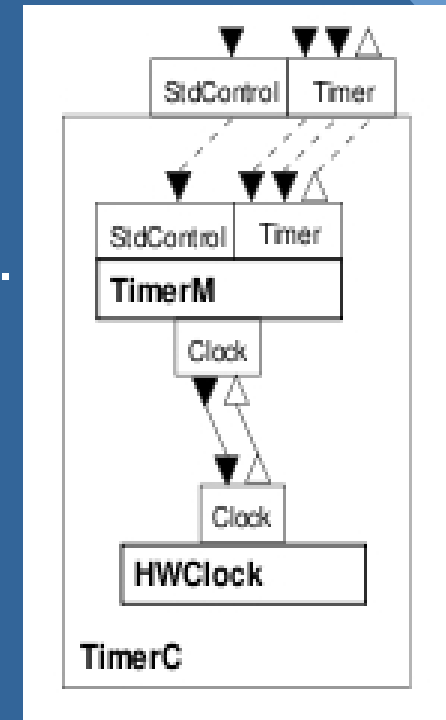 StdControl Timer
StdControl Timer
TimerM
Clock
Clock
HWClock
TimerC